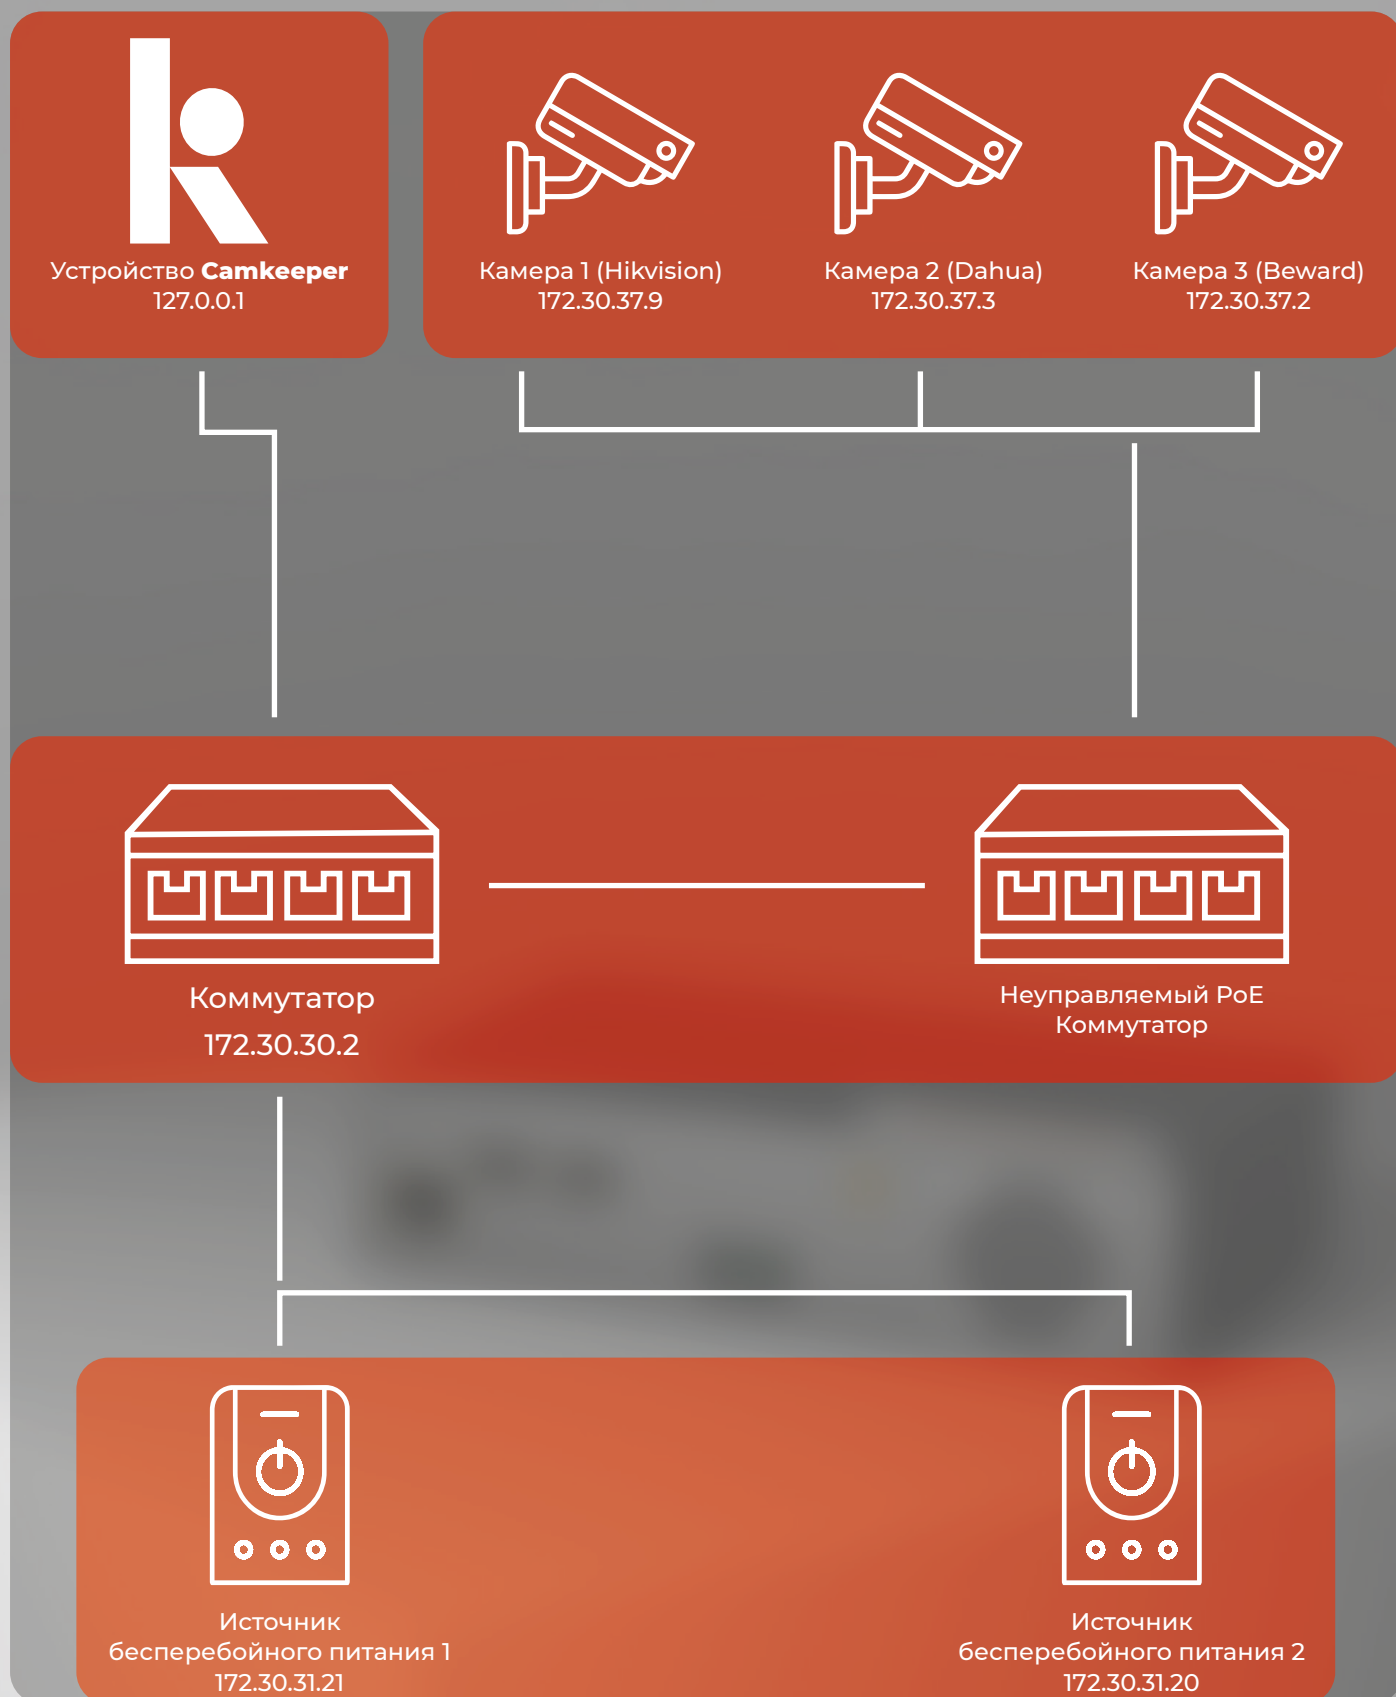 Устройство Camkeeper
127.0.0.1
Камера 1 (Hikvision)
172.30.37.9
Камера 2 (Dahua)
172.30.37.3
Камера 3 (Beward)
172.30.37.2
Коммутатор
172.30.30.2
Неуправляемый PoE
Коммутатор
Источник
бесперебойного питания 1
172.30.31.21
Источник
бесперебойного питания 2
172.30.31.20